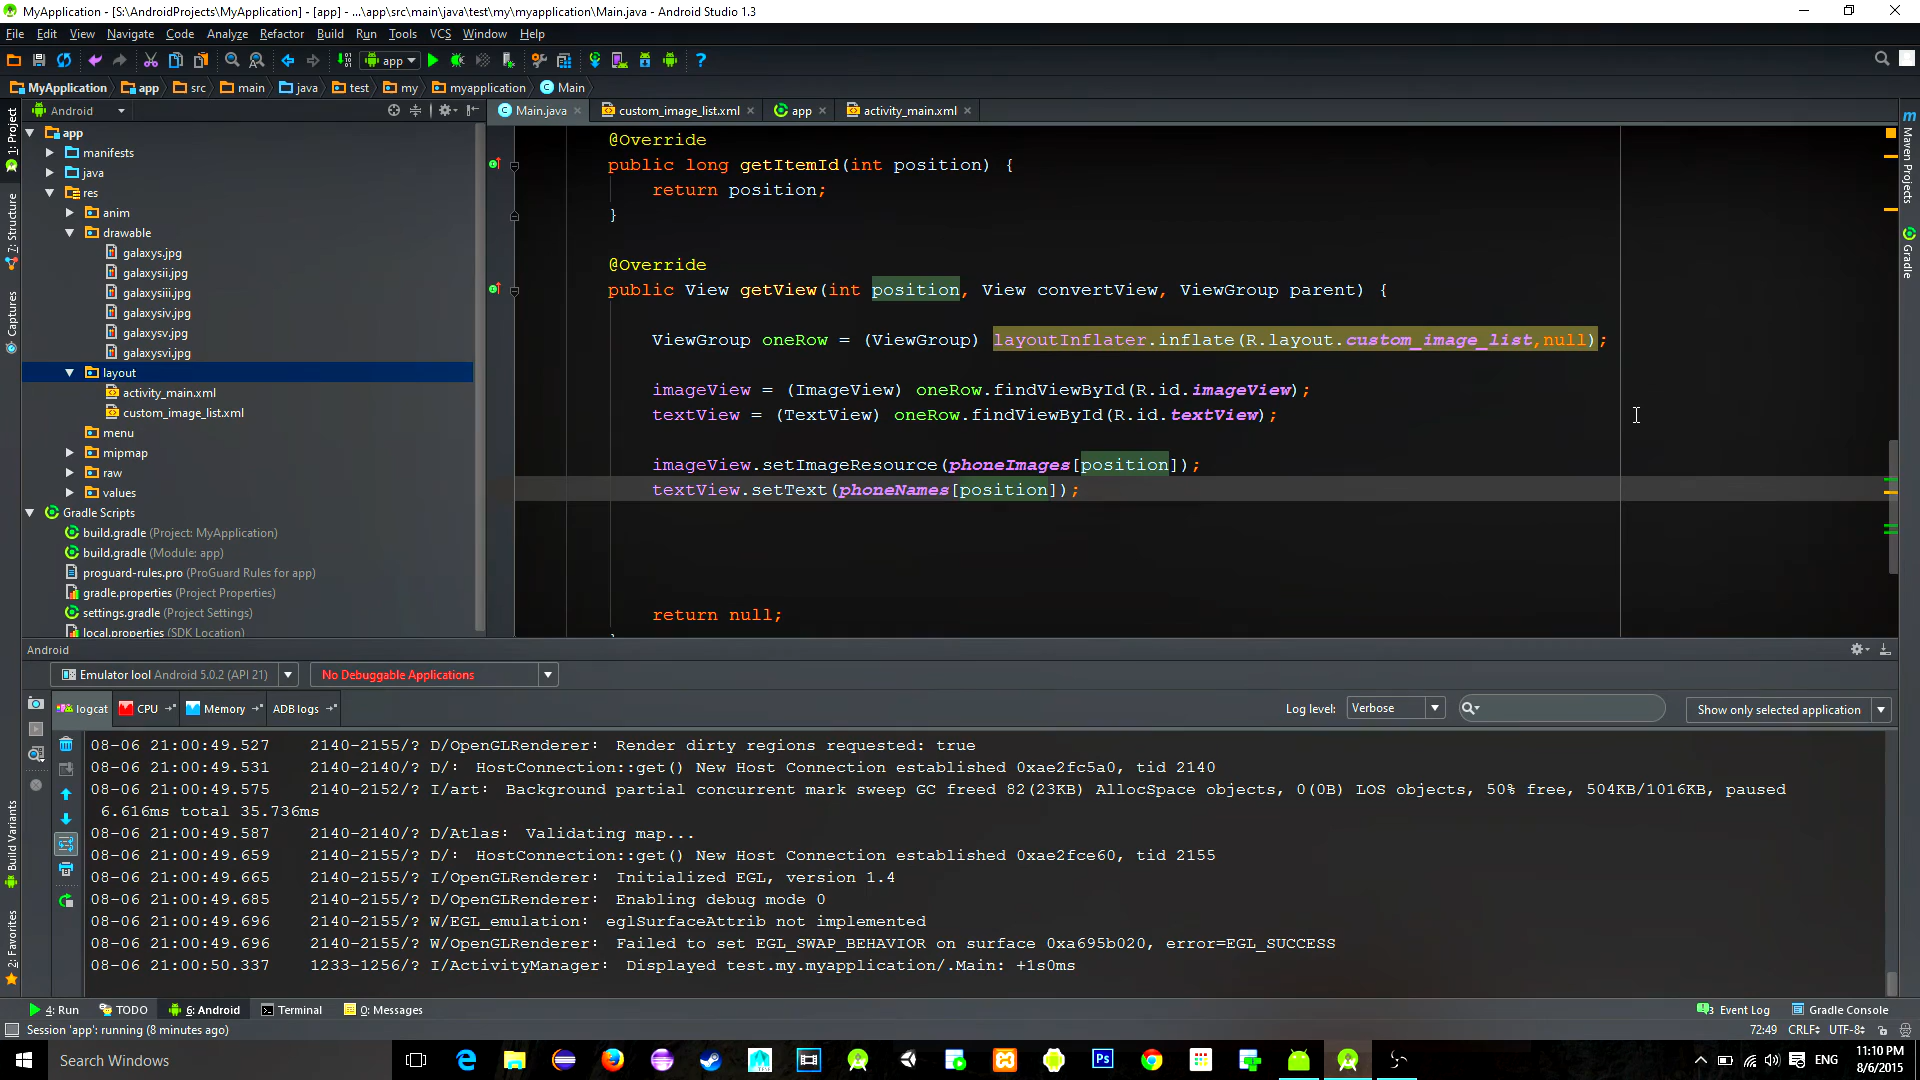 MyApplication - [S:\AndroidProjects\MyApplication] - [app] - ...\app\src\main\java\test\my\myapplication\Main.java - Android Studio 1.3
File Edit View Navigate Code Analyze Refactor Build Run Tools VCS Window Help
app
MyApplication app src main java test my myapplication Main
1: Project
7: Structure
Captures
Build Variants
2: Favorites
Android
app
manifests
java
res
anim
drawable
galaxys.jpg
galaxysii.jpg
galaxysiii.jpg
galaxysiv.jpg
galaxysv.jpg
galaxysvi.jpg
layout
activity_main.xml
custom_image_list.xml
menu
mipmap
raw
values
Gradle Scripts
build.gradle (Project: MyApplication)
build.gradle (Module: app)
proguard-rules.pro (ProGuard Rules for app)
gradle.properties (Project Properties)
settings.gradle (Project Settings)
local.properties (SDK Location)
Main.java custom_image_list.xml app activity_main.xml
@Override
public long getItemId(int position) {
return position;
}
@Override
public View getView(int position, View convertView, ViewGroup parent) {
ViewGroup oneRow = (ViewGroup) layoutInflater.inflate(R.layout.custom_image_list,null);
imageView = (ImageView) oneRow.findViewById(R.id.imageView);
textView = (TextView) oneRow.findViewById(R.id.textView);
imageView.setImageResource(phoneImages[position]);
textView.setText(phoneNames[position]);
return null;
Maven Projects
Gradle
Android
Emulator lool Android 5.0.2 (API 21) No Debuggable Applications
logcat CPU Memory ADB logs Log level: Verbose Show only selected application
08-06 21:00:49.527 2140-2155/? D/OpenGLRenderer: Render dirty regions requested: true
08-06 21:00:49.531 2140-2140/? D/: HostConnection::get() New Host Connection established 0xae2fc5a0, tid 2140
08-06 21:00:49.575 2140-2152/? I/art: Background partial concurrent mark sweep GC freed 82(23KB) AllocSpace objects, 0(0B) LOS objects, 50% free, 504KB/1016KB, paused
6.616ms total 35.736ms
08-06 21:00:49.587 2140-2140/? D/Atlas: Validating map...
08-06 21:00:49.659 2140-2155/? D/: HostConnection::get() New Host Connection established 0xae2fce60, tid 2155
08-06 21:00:49.665 2140-2155/? I/OpenGLRenderer: Initialized EGL, version 1.4
08-06 21:00:49.685 2140-2155/? D/OpenGLRenderer: Enabling debug mode 0
08-06 21:00:49.696 2140-2155/? W/EGL_emulation: eglSurfaceAttrib not implemented
08-06 21:00:49.696 2140-2155/? W/OpenGLRenderer: Failed to set EGL_SWAP_BEHAVIOR on surface 0xa695b020, error=EGL_SUCCESS
08-06 21:00:50.337 1233-1256/? I/ActivityManager: Displayed test.my.myapplication/.Main: +1s0ms
4: Run TODO 6: Android Terminal 0: Messages Event Log Gradle Console
Session 'app': running (8 minutes ago) 72:49 CRLF UTF-8
Search Windows
Ps
ENG
11:10 PM
8/6/2015